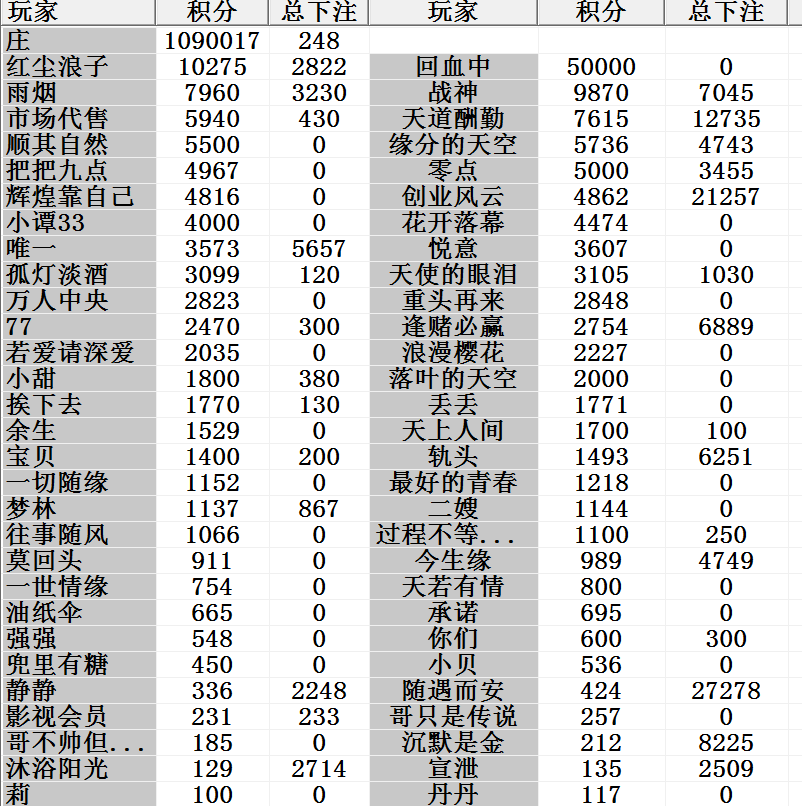 玩家 积分 总下注 玩家 积分 总下注
庄 1090017 248
红尘浪子 10275 2822 回血中 50000 0
雨烟 7960 3230 战神 9870 7045
市场代售 5940 430 天道酬勤 7615 12735
顺其自然 5500 0 缘分的天空 5736 4743
把把九点 4967 0 零点 5000 3455
辉煌靠自己 4816 0 创业风云 4862 21257
小谭33 4000 0 花开落幕 4474 0
唯一 3573 5657 悦意 3607 0
孤灯淡酒 3099 120 天使的眼泪 3105 1030
万人中央 2823 0 重头再来 2848 0
77 2470 300 逢赌必赢 2754 6889
若爱请深爱 2035 0 浪漫樱花 2227 0
小甜 1800 380 落叶的天空 2000 0
挨下去 1770 130 丢丢 1771 0
余生 1529 0 天上人间 1700 100
宝贝 1400 200 轨头 1493 6251
一切随缘 1152 0 最好的青春 1218 0
梦林 1137 867 二嫂 1144 0
往事随风 1066 0 过程不等... 1100 250
莫回头 911 0 今生缘 989 4749
一世情缘 754 0 天若有情 800 0
油纸伞 665 0 承诺 695 0
强强 548 0 你们 600 300
兜里有糖 450 0 小贝 536 0
静静 336 2248 随遇而安 424 27278
影视会员 231 233 哥只是传说 257 0
哥不帅但... 185 0 沉默是金 212 8225
沐浴阳光 129 2714 宣泄 135 2509
莉 100 0 丹丹 117 0